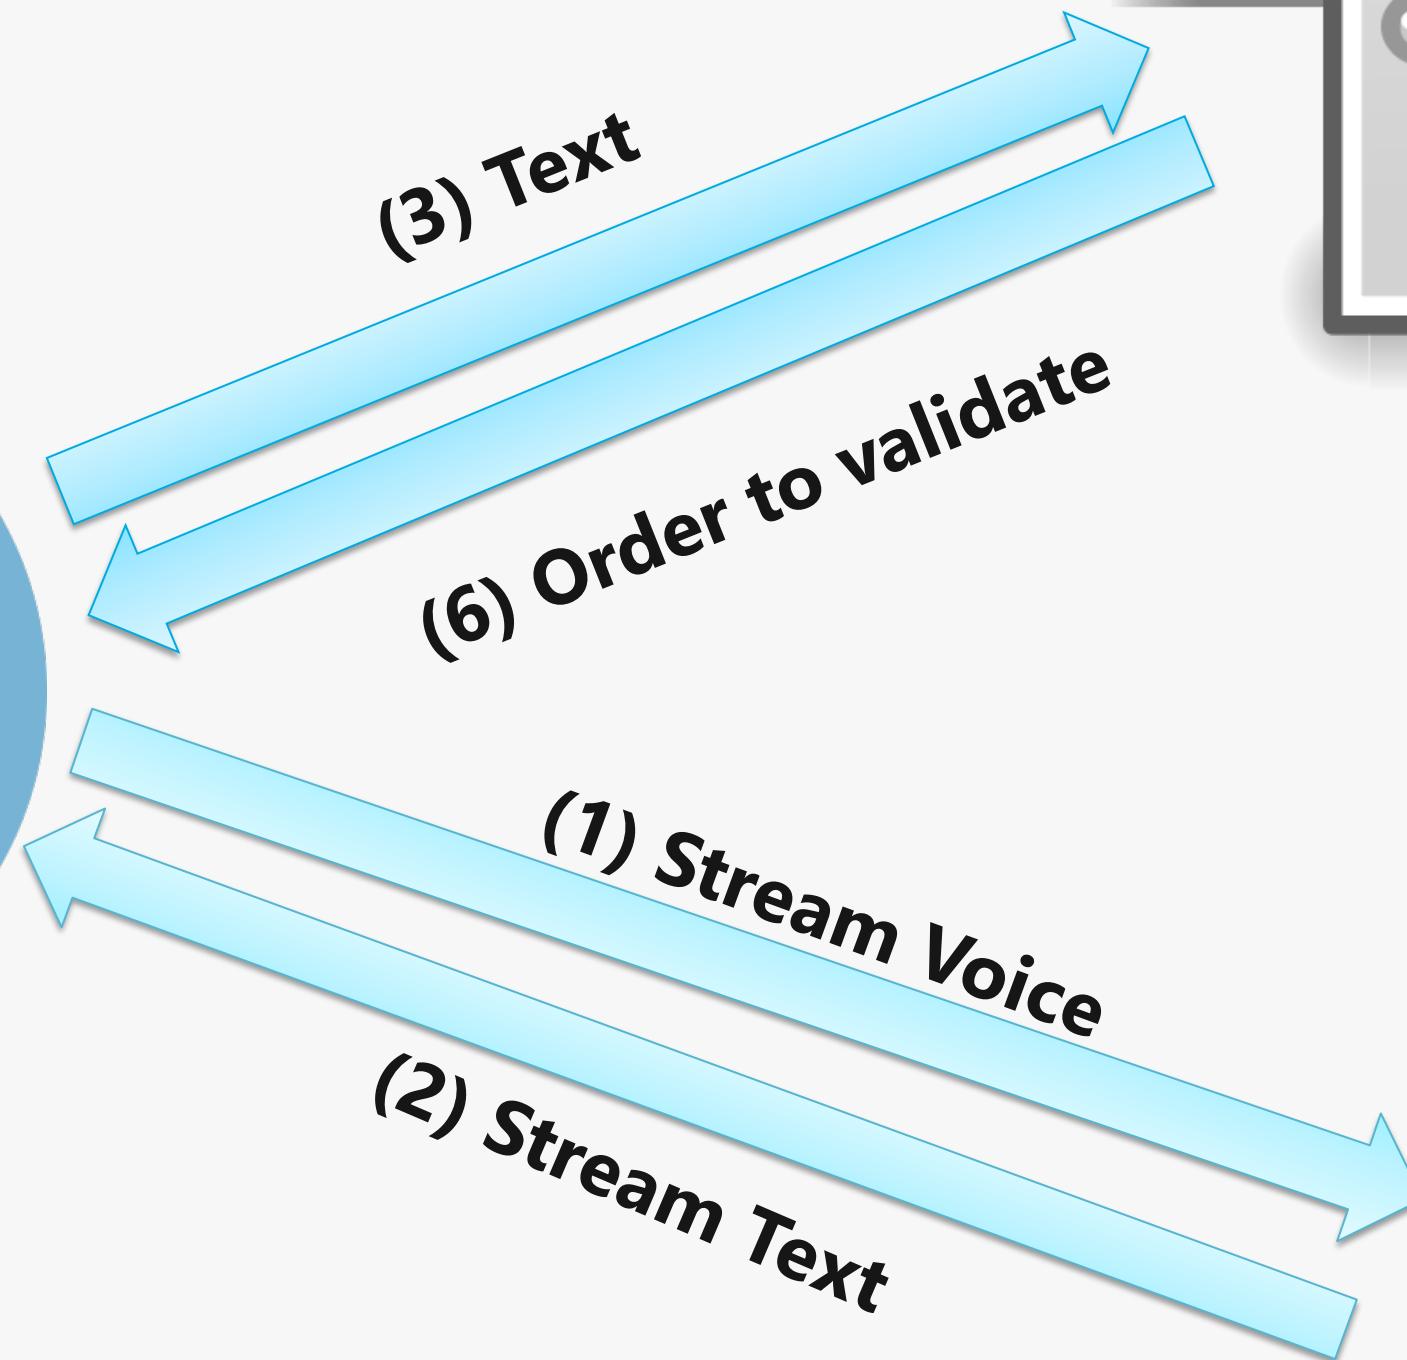 (3) Text
(6) Order to validate
(1) Stream Voice
(2) Stream Text